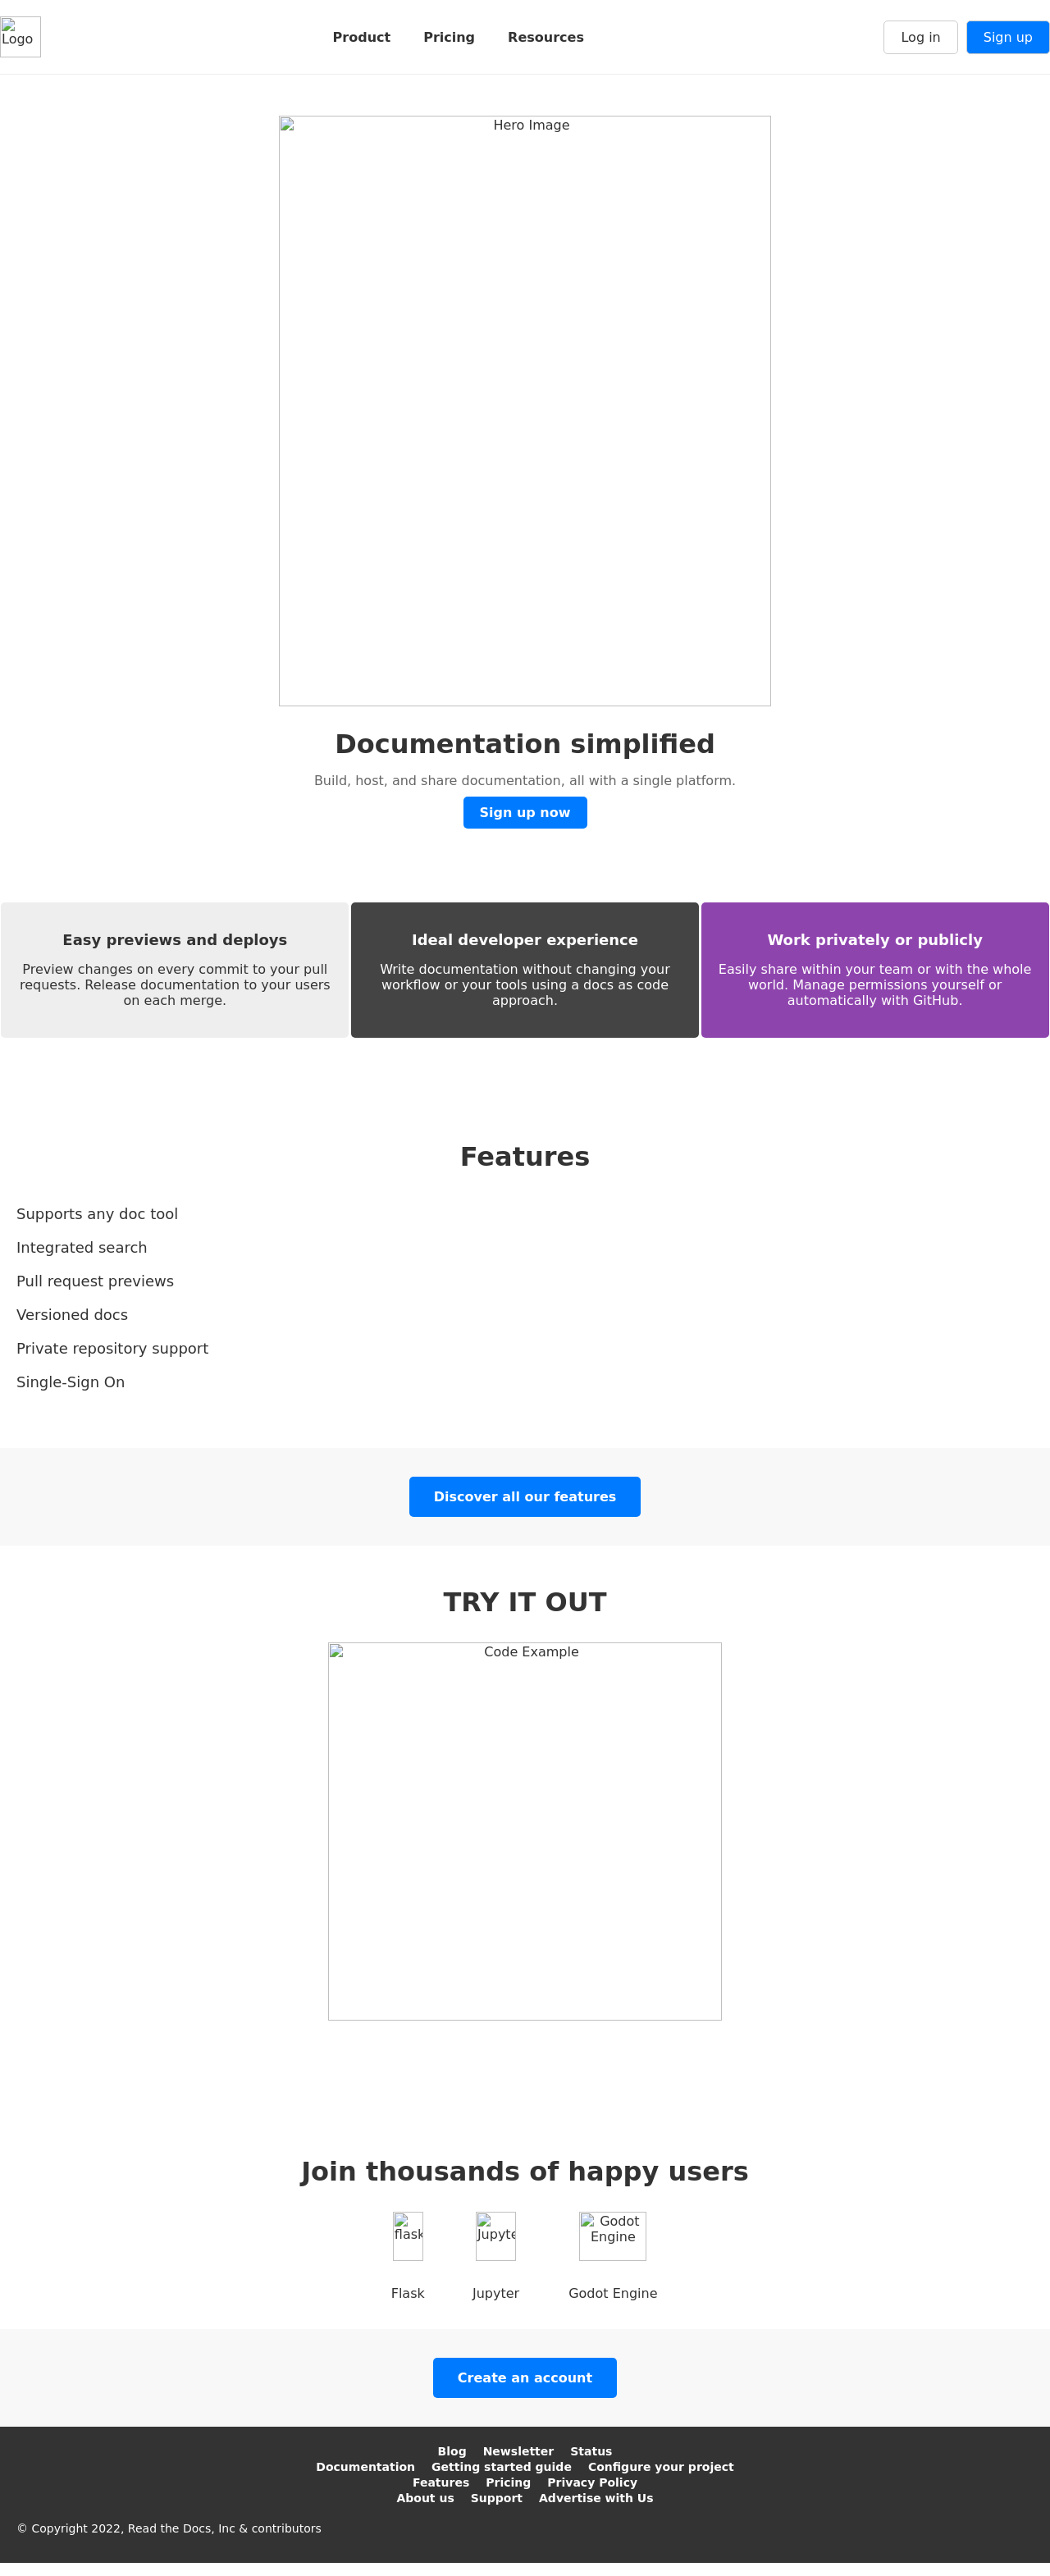 Logo
Product Pricing Resources
Log in Sign up
Hero Image
Documentation simplified
Build, host, and share documentation, all with a single platform.
Sign up now
Easy previews and deploys
Preview changes on every commit to your pull
requests. Release documentation to your users
on each merge.
Ideal developer experience
Write documentation without changing your
workflow or your tools using a docs as code
approach.
Work privately or publicly
Easily share within your team or with the whole
world. Manage permissions yourself or
automatically with GitHub.
Features
Supports any doc tool
Integrated search
Pull request previews
Versioned docs
Private repository support
Single-Sign On
Discover all our features
TRY IT OUT
Code Example
Join thousands of happy users
flask
Jupyte
Godot
Engine
Flask
Jupyter
Godot Engine
Create an account
Blog Newsletter Status
Documentation Getting started guide Configure your project
Features Pricing Privacy Policy
About us Support Advertise with Us
© Copyright 2022, Read the Docs, Inc & contributors